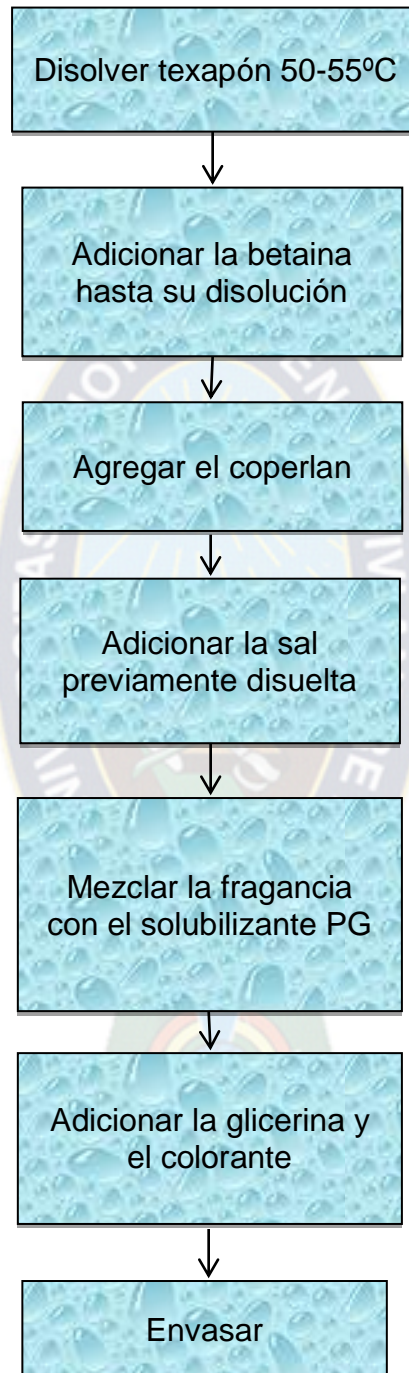 Disolver texapón 50-55ºC
Adicionar la betaina
hasta su disolución
Agregar el coperlan
Adicionar la sal
previamente disuelta
Mezclar la fragancia
con el solubilizante PG
Adicionar la glicerina y
el colorante
Envasar